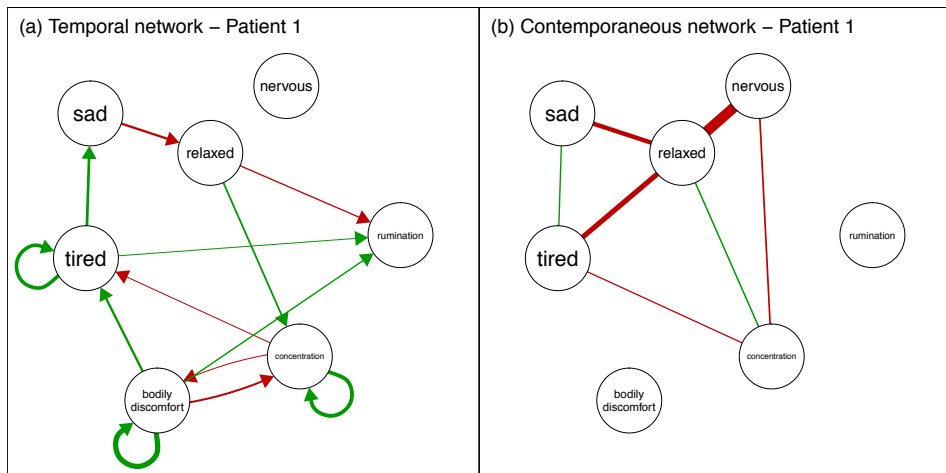 (a) Temporal network – Patient 1
nervous
sad
relaxed
rumination
tired
concentration
bodily
discomfort
(b) Contemporaneous network – Patient 1
nervous
sad
relaxed
rumination
tired
concentration
bodily
discomfort